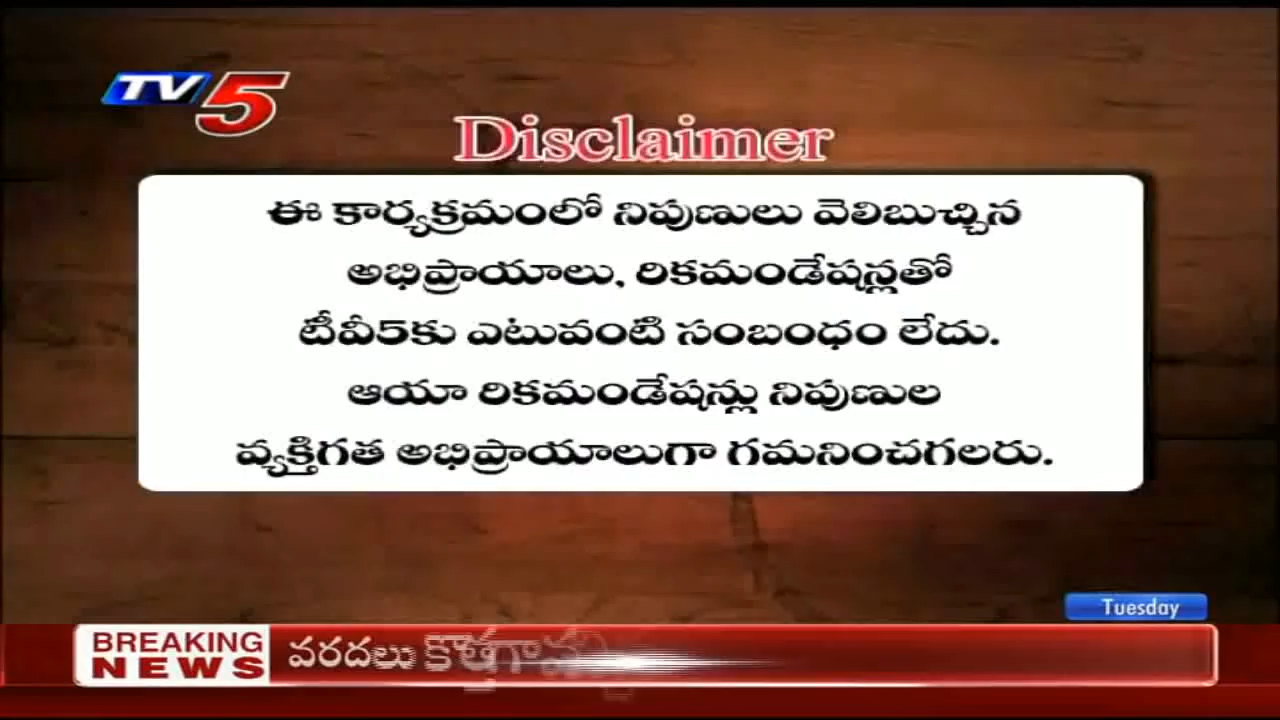 TV5
Disclaimer
ఈ కార్యక్రమంలో నిపుణులు వెలిబుచ్చిన
అభిప్రాయాలు, రికమండేషన్లతో
టీవీ5కు ఎటువంటి సంబంధం లేదు.
ఆయా రికమండేషన్లు నిపుణుల
వ్యక్తిగత అభిప్రాయాలుగా గమనించగలరు.
Tuesday
BREAKING
NEWS
వరదలు